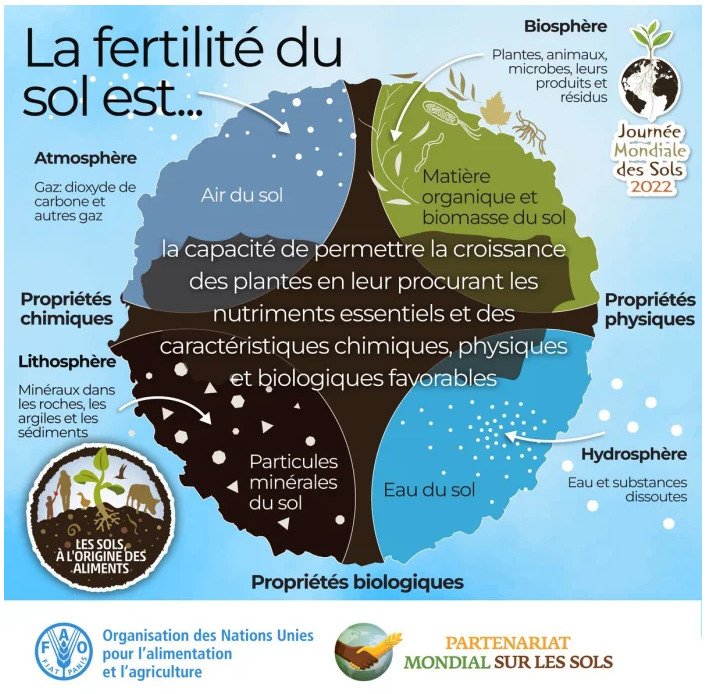 La fertilité du
sol est...
Biosphère
Plantes, animaux,
microbes, leurs
produits et
résidus
Journée
Mondiale
des Sols
2022
Atmosphère
Gaz: dioxyde de
carbone et
autres gaz
Air du sol
Matière
organique et
biomasse du sol
la capacité de permettre la croissance
des plantes en leur procurant les
nutriments essentiels et des
caractéristiques chimiques, physiques
et biologiques favorables
Propriétés
chimiques
Propriétés
physiques
Lithosphère
Minéraux dans
les roches, les
argiles et les
sédiments
Particules
minérales
du sol
Eau du sol
Hydrosphère
Eau et substances
dissoutes
LES SOLS,
À L'ORIGINE DES
ALIMENTS
Propriétés biologiques
FAO
FIAT PANIS
Organisation des Nations Unies
pour l'alimentation
et l'agriculture
PARTENARIAT
MONDIAL SUR LES SOLS